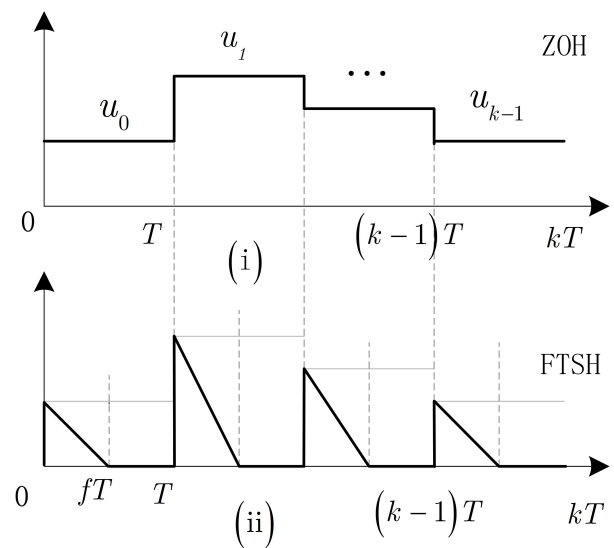 ZOH
u_0 u_1 ... u_{k-1}
0 T (k-1)T kT
(i)
FTSH
0 fT T (k-1)T kT
(ii)